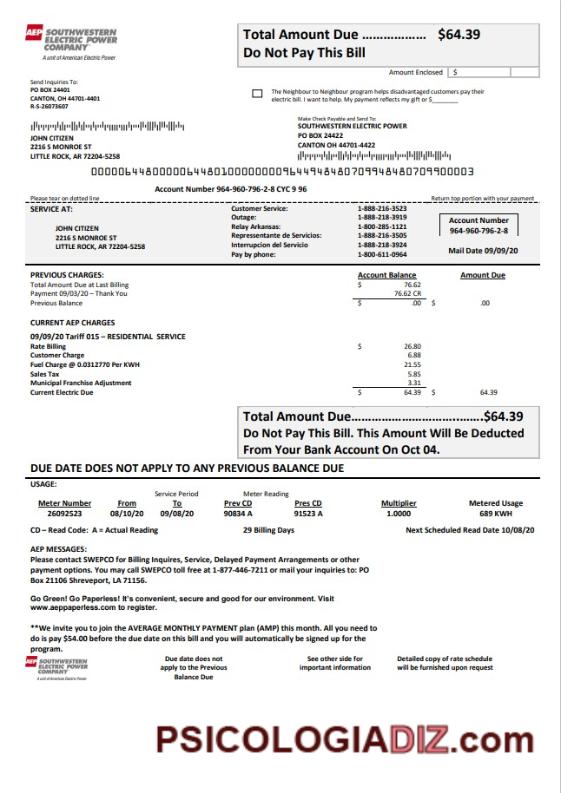 AEP SOUTHWESTERN
ELECTRIC POWER
COMPANY
A unit of American Electric Power
Total Amount Due ……………… $64.39
Do Not Pay This Bill
Amount Enclosed $
Send Inquiries To:
PO BOX 24401
CANTON, OH 44701-4401
R-S-26073607
The Neighbour to Neighbour program helps disadvantaged customers pay their
electric bill. I want to help. My payment reflects my gift or $_______
Make Check Payable and Send To:
SOUTHWESTERN ELECTRIC POWER
PO BOX 24422
CANTON, OH 44701-4422
JOHN CITIZEN
2216 S MONROE ST
LITTLE ROCK, AR 72204-5258
Account Number 964-960-796-2-8 CYC 9 96
Please tear on dotted line Return top portion with your payment
SERVICE AT:
JOHN CITIZEN
2216 S MONROE ST
LITTLE ROCK, AR 72204-5258
Customer Service: 1-888-216-3523
Outage: 1-888-218-3919
Relay Arkansas: 1-800-285-1121
Representante de Servicios: 1-888-216-3505
Interrupcion del Servicio 1-888-218-3924
Pay by phone: 1-800-611-0964
Account Number
964-960-796-2-8
Mail Date 09/09/20
PREVIOUS CHARGES: Account Balance Amount Due
Total Amount Due at Last Billing $ 76.62
Payment 09/03/20 – Thank You 76.62 CR
Previous Balance $ .00 $ .00
CURRENT AEP CHARGES
09/09/20 Tariff 015 – RESIDENTIAL SERVICE
Rate Billing $ 26.80
Customer Charge 6.88
Fuel Charge @ 0.0312770 Per KWH 21.55
Sales Tax 5.85
Municipal Franchise Adjustment 3.31
Current Electric Due $ 64.39 $ 64.39
Total Amount Due……………………………..……..$64.39
Do Not Pay This Bill. This Amount Will Be Deducted
From Your Bank Account On Oct 04.
DUE DATE DOES NOT APPLY TO ANY PREVIOUS BALANCE DUE
USAGE:
Service Period Meter Reading
Meter Number From To Prev CD Pres CD Multiplier Metered Usage
26092523 08/10/20 09/08/20 90834 A 91523 A 1.0000 689 KWH
CD – Read Code: A = Actual Reading 29 Billing Days Next Scheduled Read Date 10/08/20
AEP MESSAGES:
Please contact SWEPCO for Billing Inquires, Service, Delayed Payment Arrangements or other
payment options. You may call SWEPCO toll free at 1-877-446-7211 or mail your inquiries to: PO
Box 21106 Shreveport, LA 71156.
Go Green! Go Paperless! It's convenient, secure and good for our environment. Visit
www.aeppaperless.com to register.
**We invite you to join the AVERAGE MONTHLY PAYMENT plan (AMP) this month. All you need to
do is pay $54.00 before the due date on this bill and you will automatically be signed up for the
program.
AEP SOUTHWESTERN
ELECTRIC POWER
COMPANY
A unit of American Electric Power
Due date does not
apply to the Previous
Balance Due
See other side for
important information
Detailed copy of rate schedule
will be furnished upon request
PSICOLOGIADIZ.com